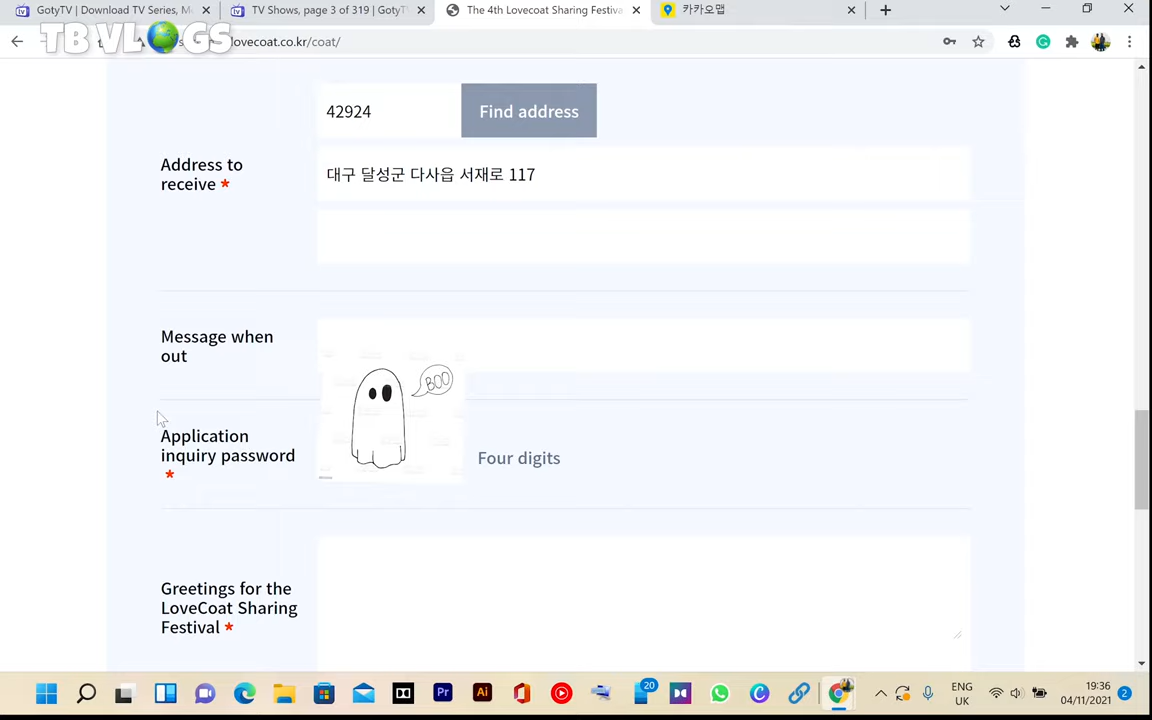 GotyTV | Download TV Series, M
TV Shows, page 3 of 319 | GotyT
The 4th Lovecoat Sharing Festiva
카카오맵
TB VLOGS
lovecoat.co.kr/coat/
42924
Find address
Address to
receive *
대구 달성군 다사읍 서재로 117
Message when
out
BOO
Application
inquiry password
*
Four digits
Greetings for the
LoveCoat Sharing
Festival *
Pr
Ai
20
ENG
UK
19:36
04/11/2021
2